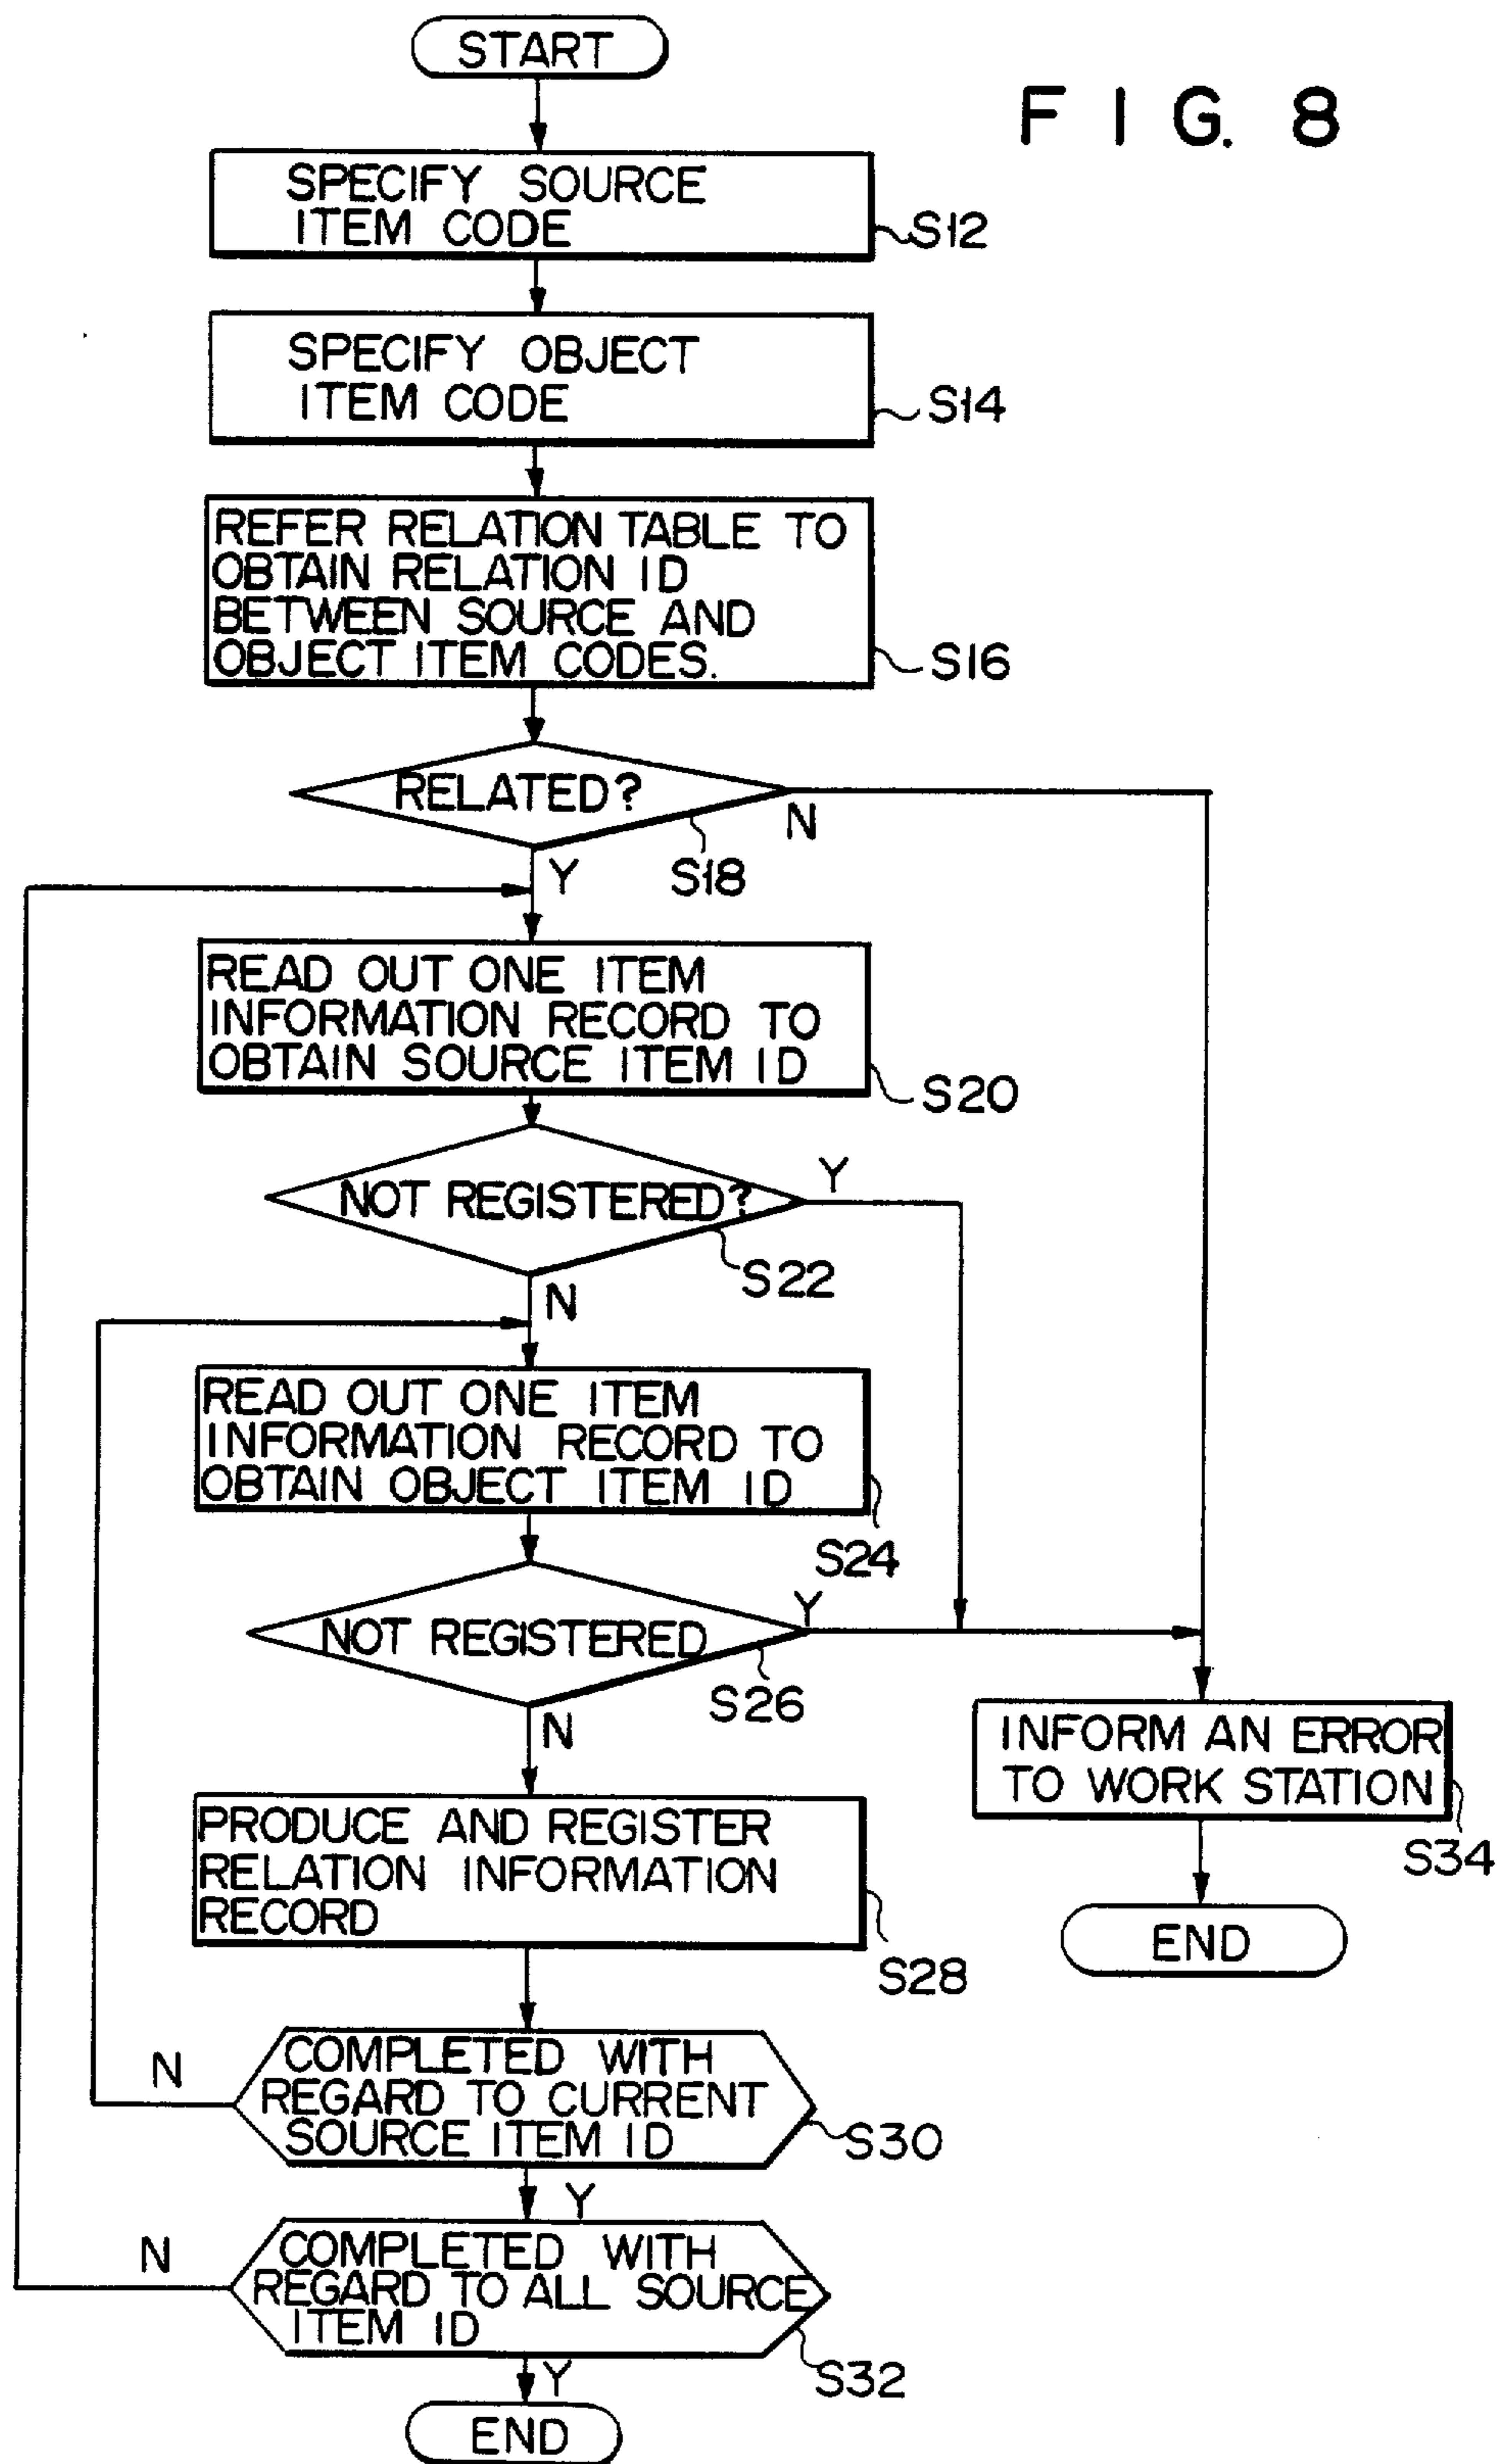 START
FIG. 8
SPECIFY SOURCE
ITEM CODE
S12
SPECIFY OBJECT
ITEM CODE
S14
REFER RELATION TABLE TO
OBTAIN RELATION ID
BETWEEN SOURCE AND
OBJECT ITEM CODES.
S16
RELATED?
N
S18
Y
READ OUT ONE ITEM
INFORMATION RECORD TO
OBTAIN SOURCE ITEM ID
S20
NOT REGISTERED?
Y
S22
N
READ OUT ONE ITEM
INFORMATION RECORD TO
OBTAIN OBJECT ITEM ID
S24
NOT REGISTERED
Y
S26
N
INFORM AN ERROR
TO WORK STATION
S34
END
PRODUCE AND REGISTER
RELATION INFORMATION
RECORD
S28
COMPLETED WITH
REGARD TO CURRENT
SOURCE ITEM ID
N
S30
Y
COMPLETED WITH
REGARD TO ALL SOURCE
ITEM ID
N
S32
Y
END